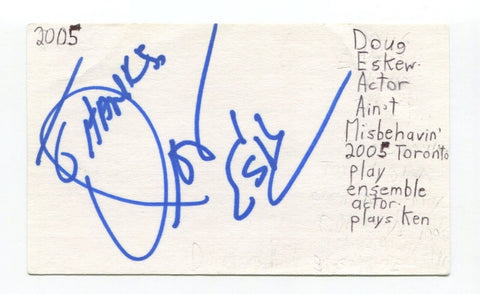 2005
THANKS
Doug
Eskew
Actor
Ain't
Misbehavin'
2005 Toronto
play
ensemble
actor
plays Ken